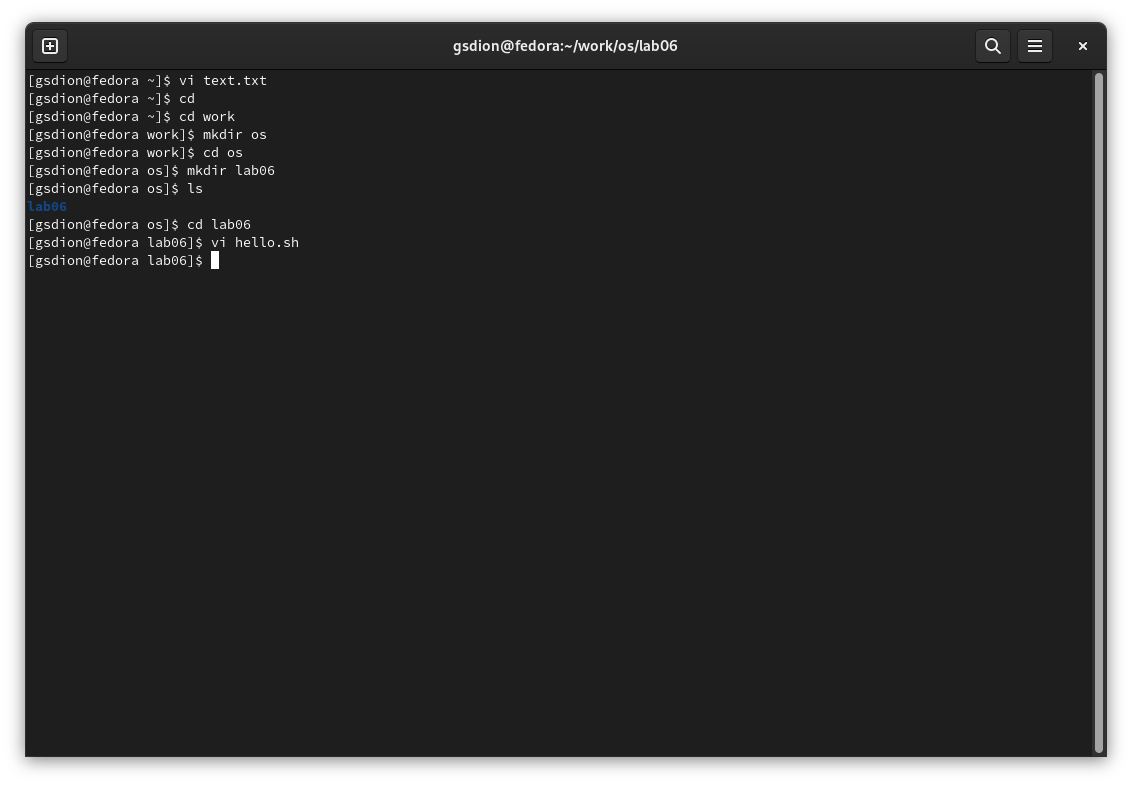 gsdion@fedora:~/work/os/lab06
[gsdion@fedora ~]$ vi text.txt
[gsdion@fedora ~]$ cd
[gsdion@fedora ~]$ cd work
[gsdion@fedora work]$ mkdir os
[gsdion@fedora work]$ cd os
[gsdion@fedora os]$ mkdir lab06
[gsdion@fedora os]$ ls
lab06
[gsdion@fedora os]$ cd lab06
[gsdion@fedora lab06]$ vi hello.sh
[gsdion@fedora lab06]$